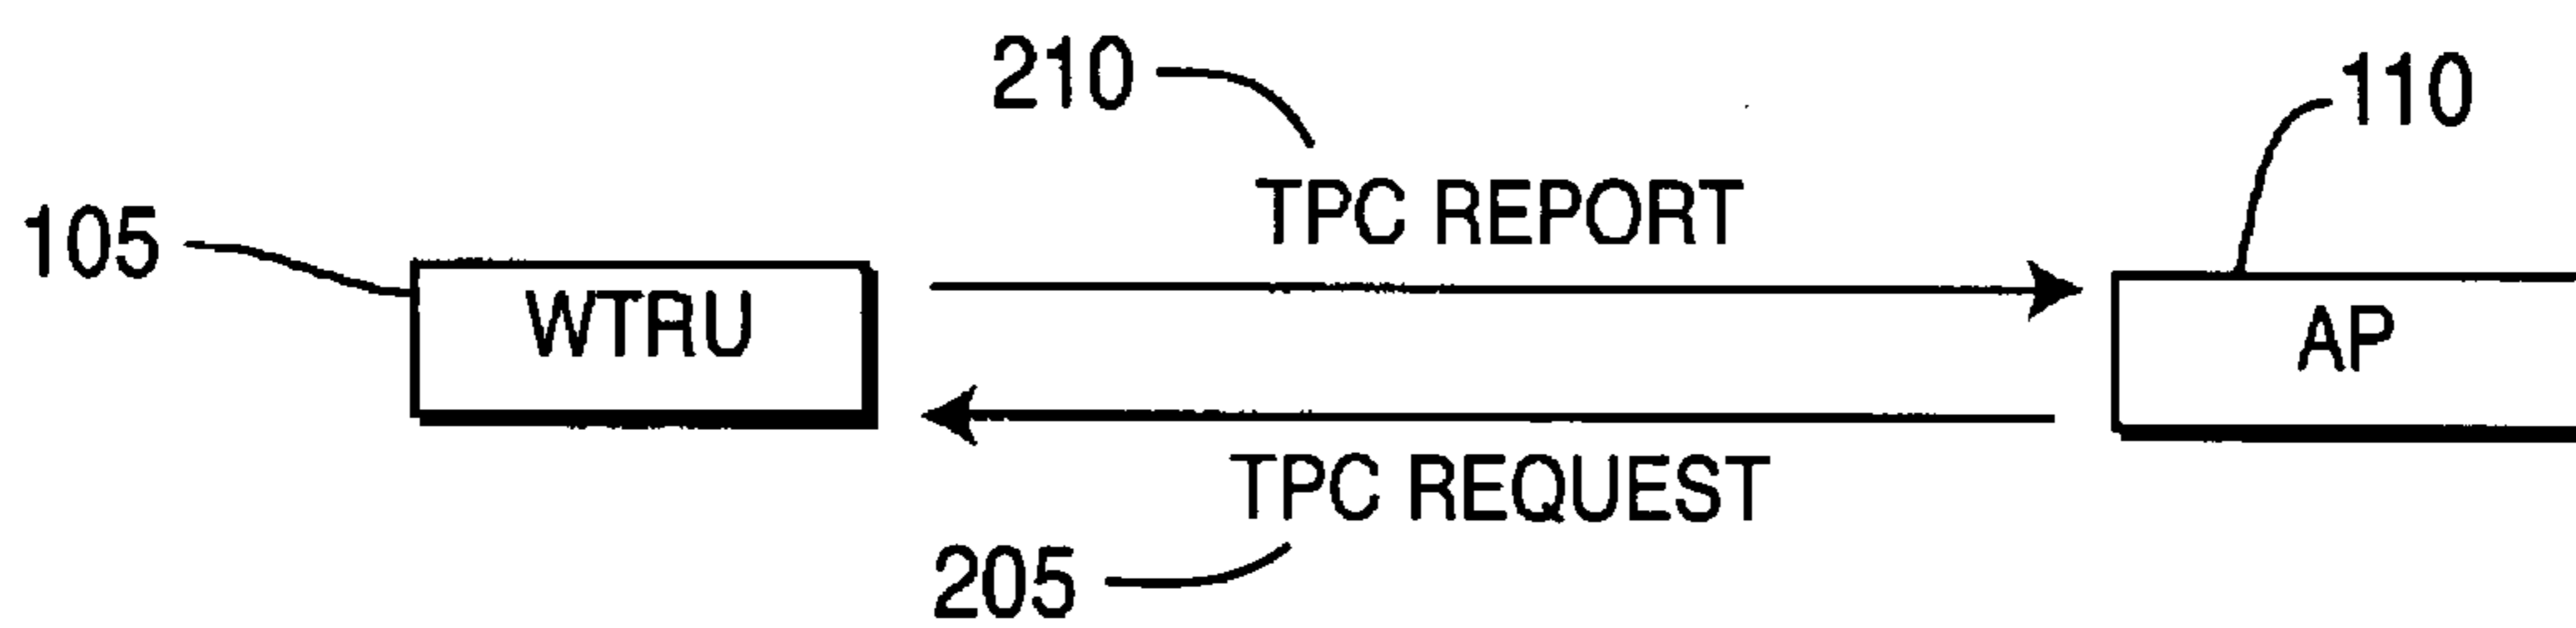 210
110
TPC REPORT
105
WTRU
AP
TPC REQUEST
205